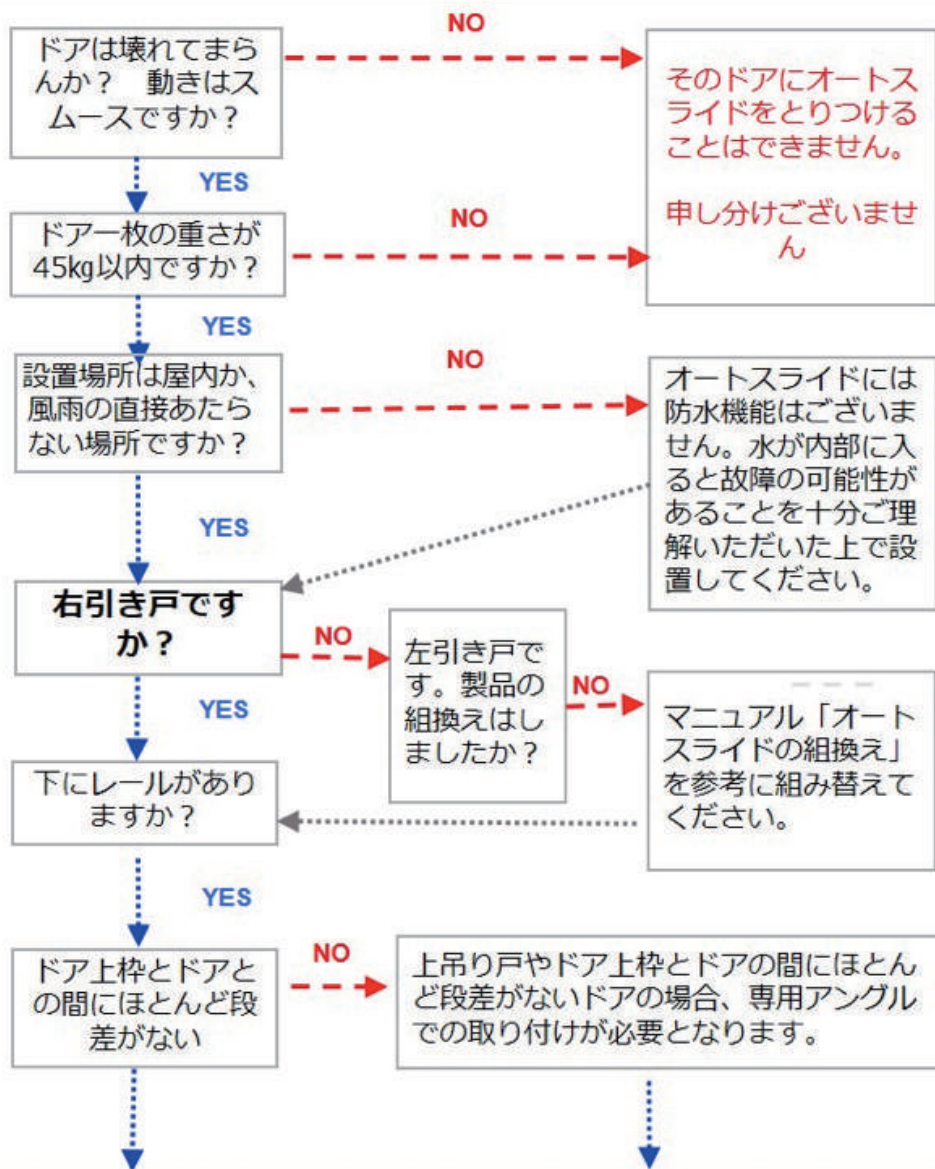 ドアは壊れてまら
んか？　動きはス
ムースですか？
NO
そのドアにオートス
ライドをとりつける
ことはできません。
申し分けございませ
ん
YES
ドア一枚の重さが
45kg以内ですか？
NO
YES
設置場所は屋内か、
風雨の直接あたら
ない場所ですか？
NO
オートスライドには
防水機能はございま
せん。水が内部に入
ると故障の可能性が
あることを十分ご理
解いただいた上で設
置してください。
YES
右引き戸です
か？
NO
左引き戸で
す。製品の
組換えはし
ましたか？
NO
マニュアル「オート
スライドの組換え」
を参考に組み替えて
ください。
YES
下にレールがあり
ますか？
YES
ドア上枠とドアと
の間にほとんど段
差がない
NO
上吊り戸やドア上枠とドアの間にほとん
ど段差がないドアの場合、専用アングル
での取り付けが必要となります。